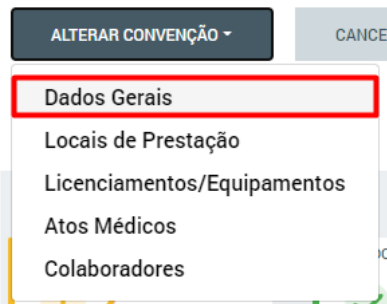 ALTERAR CONVENÇÃO
CANCE
Dados Gerais
Locais de Prestação
Licenciamentos/Equipamentos
Atos Médicos
Colaboradores